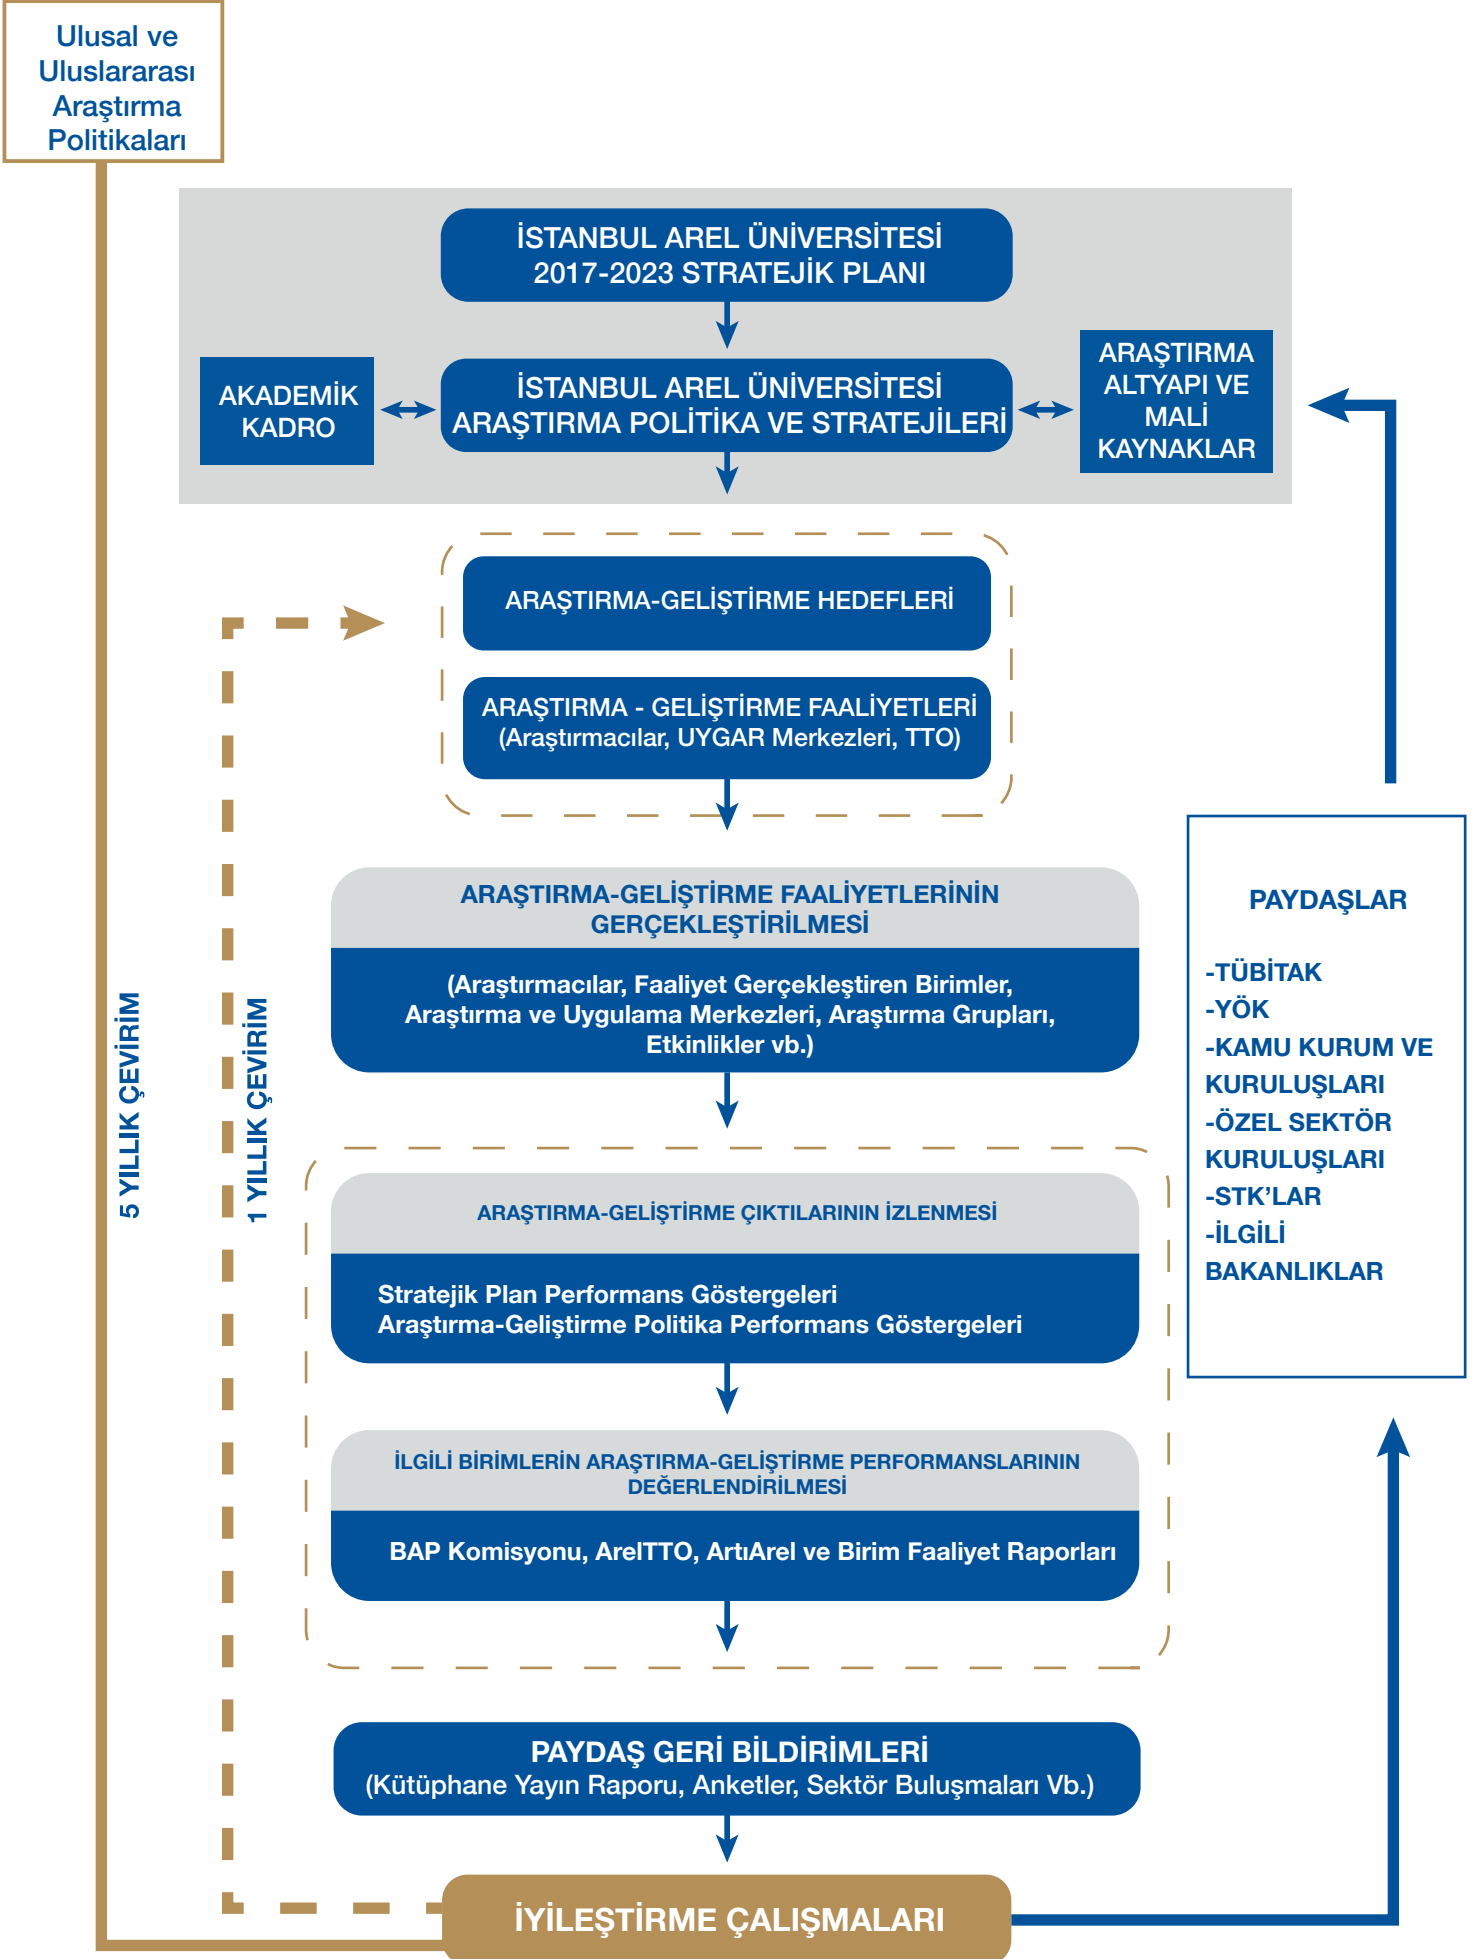 Ulusal ve
Uluslararası
Araştırma
Politikaları
İSTANBUL AREL ÜNİVERSİTESİ
2017-2023 STRATEJİK PLANI
AKADEMİK
KADRO
İSTANBUL AREL ÜNİVERSİTESİ
ARAŞTIRMA POLİTİKA VE STRATEJİLERİ
ARAŞTIRMA
ALTYAPI VE
MALİ
KAYNAKLAR
ARAŞTIRMA-GELİŞTİRME HEDEFLERİ
ARAŞTIRMA - GELİŞTİRME FAALİYETLERİ
(Araştırmacılar, UYGAR Merkezleri, TTO)
ARAŞTIRMA-GELİŞTİRME FAALİYETLERİNİN
GERÇEKLEŞTİRİLMESİ
(Araştırmacılar, Faaliyet Gerçekleştiren Birimler,
Araştırma ve Uygulama Merkezleri, Araştırma Grupları,
Etkinlikler vb.)
5 YILLIK ÇEVİRİM
1 YILLIK ÇEVİRİM
PAYDAŞLAR
-TÜBİTAK
-YÖK
-KAMU KURUM VE
KURULUŞLARI
-ÖZEL SEKTÖR
KURULUŞLARI
-STK'LAR
-İLGİLİ
BAKANLIKLAR
ARAŞTIRMA-GELİŞTİRME ÇIKTILARININ İZLENMESİ
Stratejik Plan Performans Göstergeleri
Araştırma-Geliştirme Politika Performans Göstergeleri
İLGİLİ BİRİMLERİN ARAŞTIRMA-GELİŞTİRME PERFORMANSLARININ
DEĞERLENDİRİLMESİ
BAP Komisyonu, ArelTTO, ArtıArel ve Birim Faaliyet Raporları
PAYDAŞ GERİ BİLDİRİMLERİ
(Kütüphane Yayın Raporu, Anketler, Sektör Buluşmaları Vb.)
İYİLEŞTİRME ÇALIŞMALARI